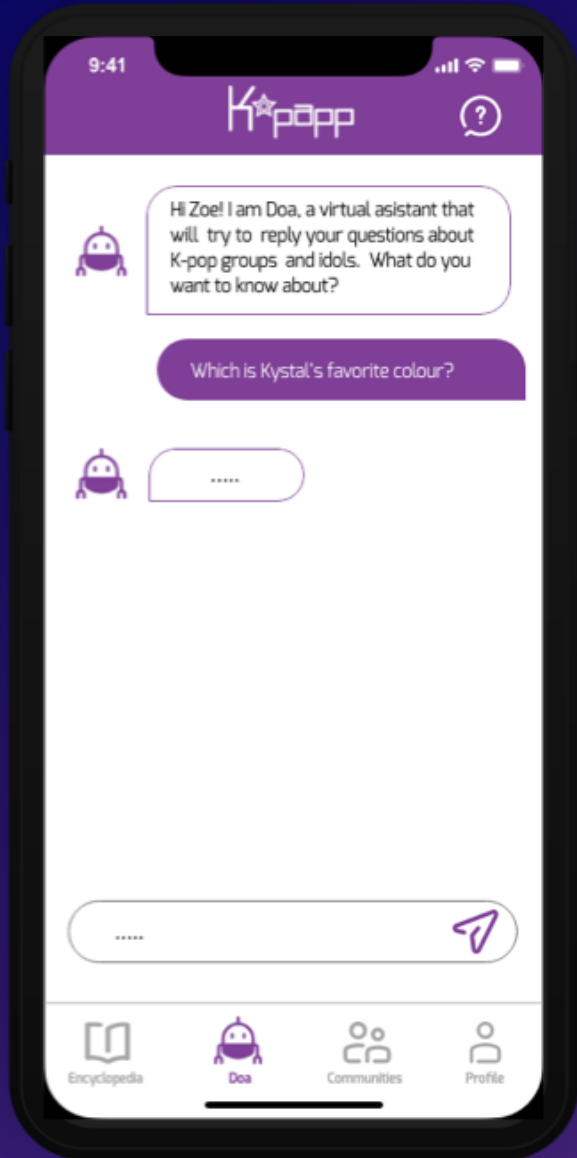 9:41
K☆papp
?
Hi Zoe! I am Doa, a virtual asistant that
will try to reply your questions about
K-pop groups and idols. What do you
want to know about?
Which is Kystal's favorite colour?
.....
.....
Encyclopedia
Doa
Communities
Profile